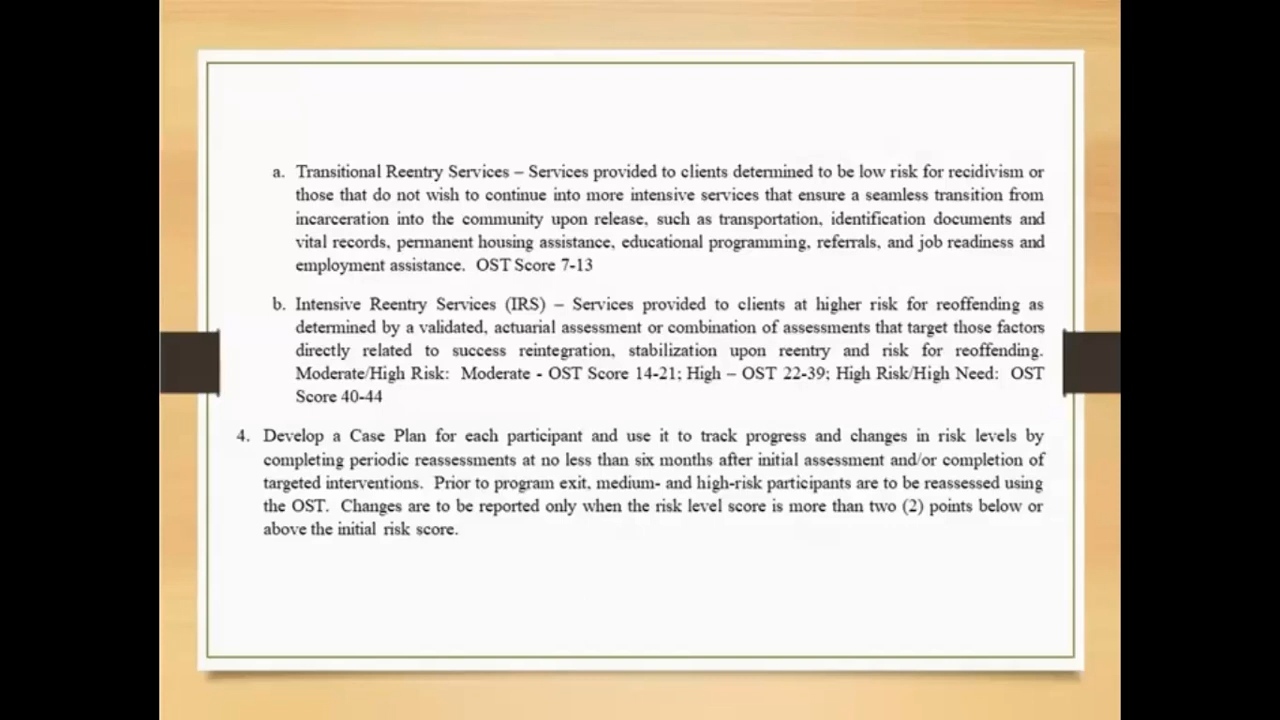 a. Transitional Reentry Services – Services provided to clients determined to be low risk for recidivism or
those that do not wish to continue into more intensive services that ensure a seamless transition from
incarceration into the community upon release, such as transportation, identification documents and
vital records, permanent housing assistance, educational programming, referrals, and job readiness and
employment assistance.  OST Score 7-13
b. Intensive Reentry Services (IRS) – Services provided to clients at higher risk for reoffending as
determined by a validated, actuarial assessment or combination of assessments that target those factors
directly related to success reintegration, stabilization upon reentry and risk for reoffending.
Moderate/High Risk:  Moderate - OST Score 14-21; High – OST 22-39; High Risk/High Need:  OST
Score 40-44
4. Develop a Case Plan for each participant and use it to track progress and changes in risk levels by
completing periodic reassessments at no less than six months after initial assessment and/or completion of
targeted interventions.  Prior to program exit, medium- and high-risk participants are to be reassessed using
the OST.  Changes are to be reported only when the risk level score is more than two (2) points below or
above the initial risk score.